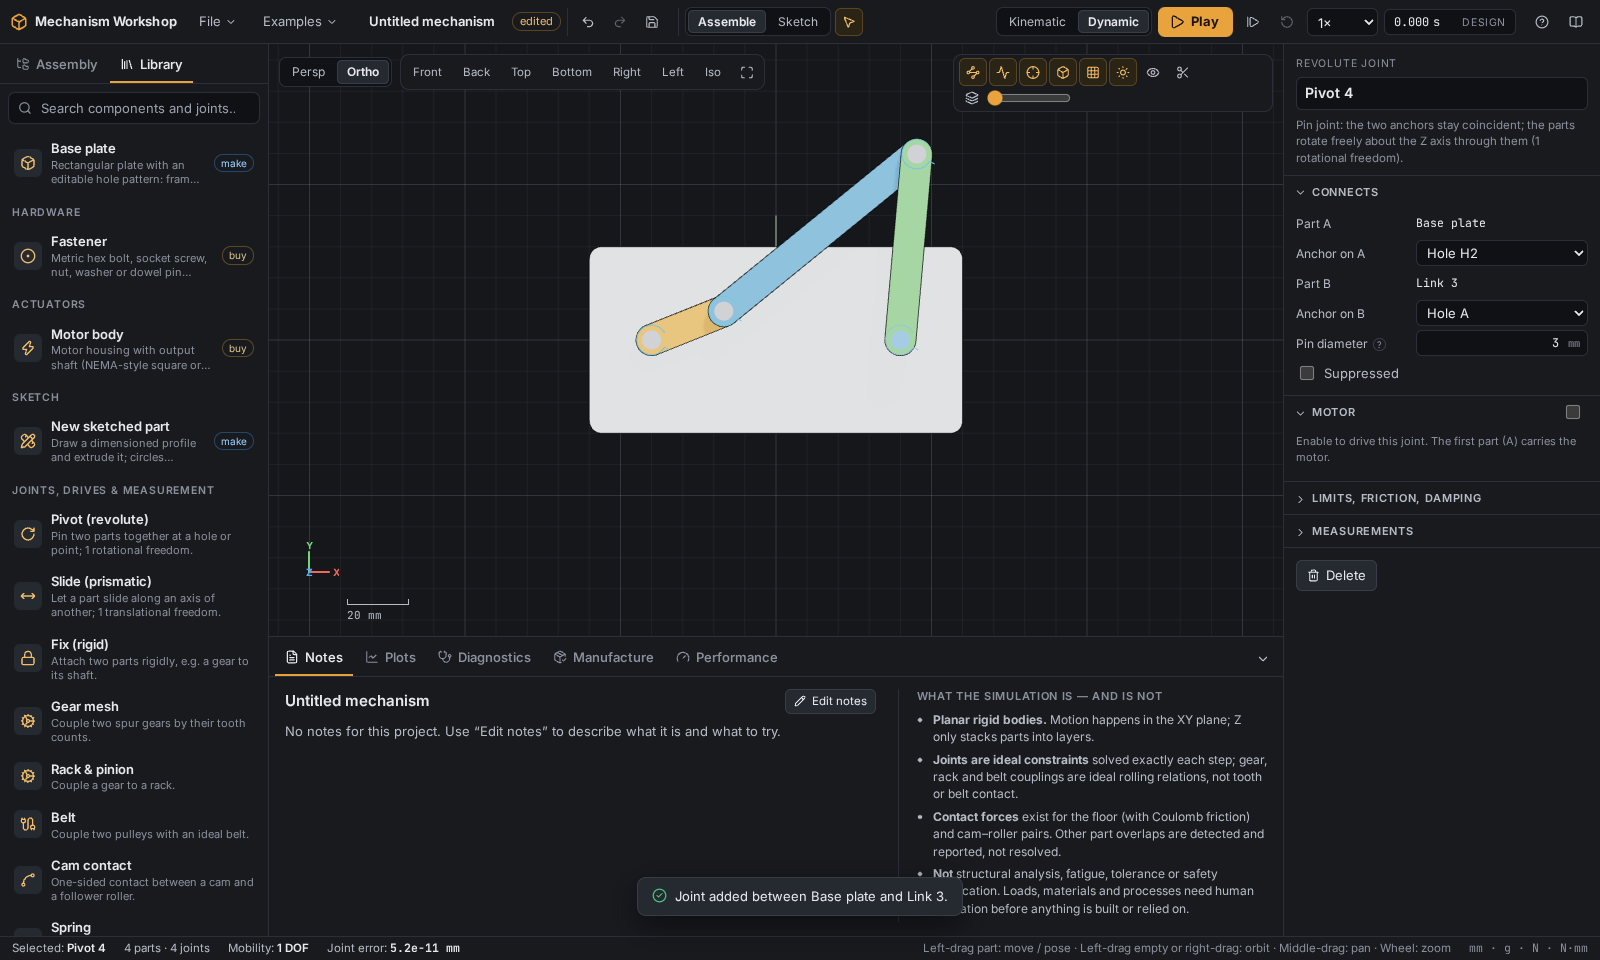 Mechanism Workshop File Examples Untitled mechanism edited Assemble Sketch Kinematic Dynamic Play 1× 0.000 s DESIGN
Assembly Library
Search components and joints..
Base plate
Rectangular plate with an
editable hole pattern: fram…
make
HARDWARE
Fastener
Metric hex bolt, socket screw,
nut, washer or dowel pin…
buy
ACTUATORS
Motor body
Motor housing with output
shaft (NEMA-style square or…
buy
SKETCH
New sketched part
Draw a dimensioned profile
and extrude it; circles…
make
JOINTS, DRIVES & MEASUREMENT
Pivot (revolute)
Pin two parts together at a hole or
point; 1 rotational freedom.
Slide (prismatic)
Let a part slide along an axis of
another; 1 translational freedom.
Fix (rigid)
Attach two parts rigidly, e.g. a gear to
its shaft.
Gear mesh
Couple two spur gears by their tooth
counts.
Rack & pinion
Couple a gear to a rack.
Belt
Couple two pulleys with an ideal belt.
Cam contact
One-sided contact between a cam and
a follower roller.
Spring
Persp Ortho Front Back Top Bottom Right Left Iso
Y
Z X
20 mm
Notes Plots Diagnostics Manufacture Performance
Untitled mechanism
Edit notes
No notes for this project. Use “Edit notes” to describe what it is and what to try.
WHAT THE SIMULATION IS — AND IS NOT
• Planar rigid bodies. Motion happens in the XY plane; Z
only stacks parts into layers.
• Joints are ideal constraints solved exactly each step; gear,
rack and belt couplings are ideal rolling relations, not tooth
or belt contact.
• Contact forces exist for the floor (with Coulomb friction)
and cam–roller pairs. Other part overlaps are detected and
reported, not resolved.
• Not structural analysis, fatigue, tolerance or safety
Loads, materials and processes need human
before anything is built or relied on.
Joint added between Base plate and Link 3.
REVOLUTE JOINT
Pivot 4
Pin joint: the two anchors stay coincident; the parts
rotate freely about the Z axis through them (1
rotational freedom).
CONNECTS
Part A Base plate
Anchor on A Hole H2
Part B Link 3
Anchor on B Hole A
Pin diameter ? 3 mm
Suppressed
MOTOR
Enable to drive this joint. The first part (A) carries the
motor.
LIMITS, FRICTION, DAMPING
MEASUREMENTS
Delete
Selected: Pivot 4 4 parts · 4 joints Mobility: 1 DOF Joint error: 5.2e-11 mm Left-drag part: move / pose · Left-drag empty or right-drag: orbit · Middle-drag: pan · Wheel: zoom mm · g · N · N·mm